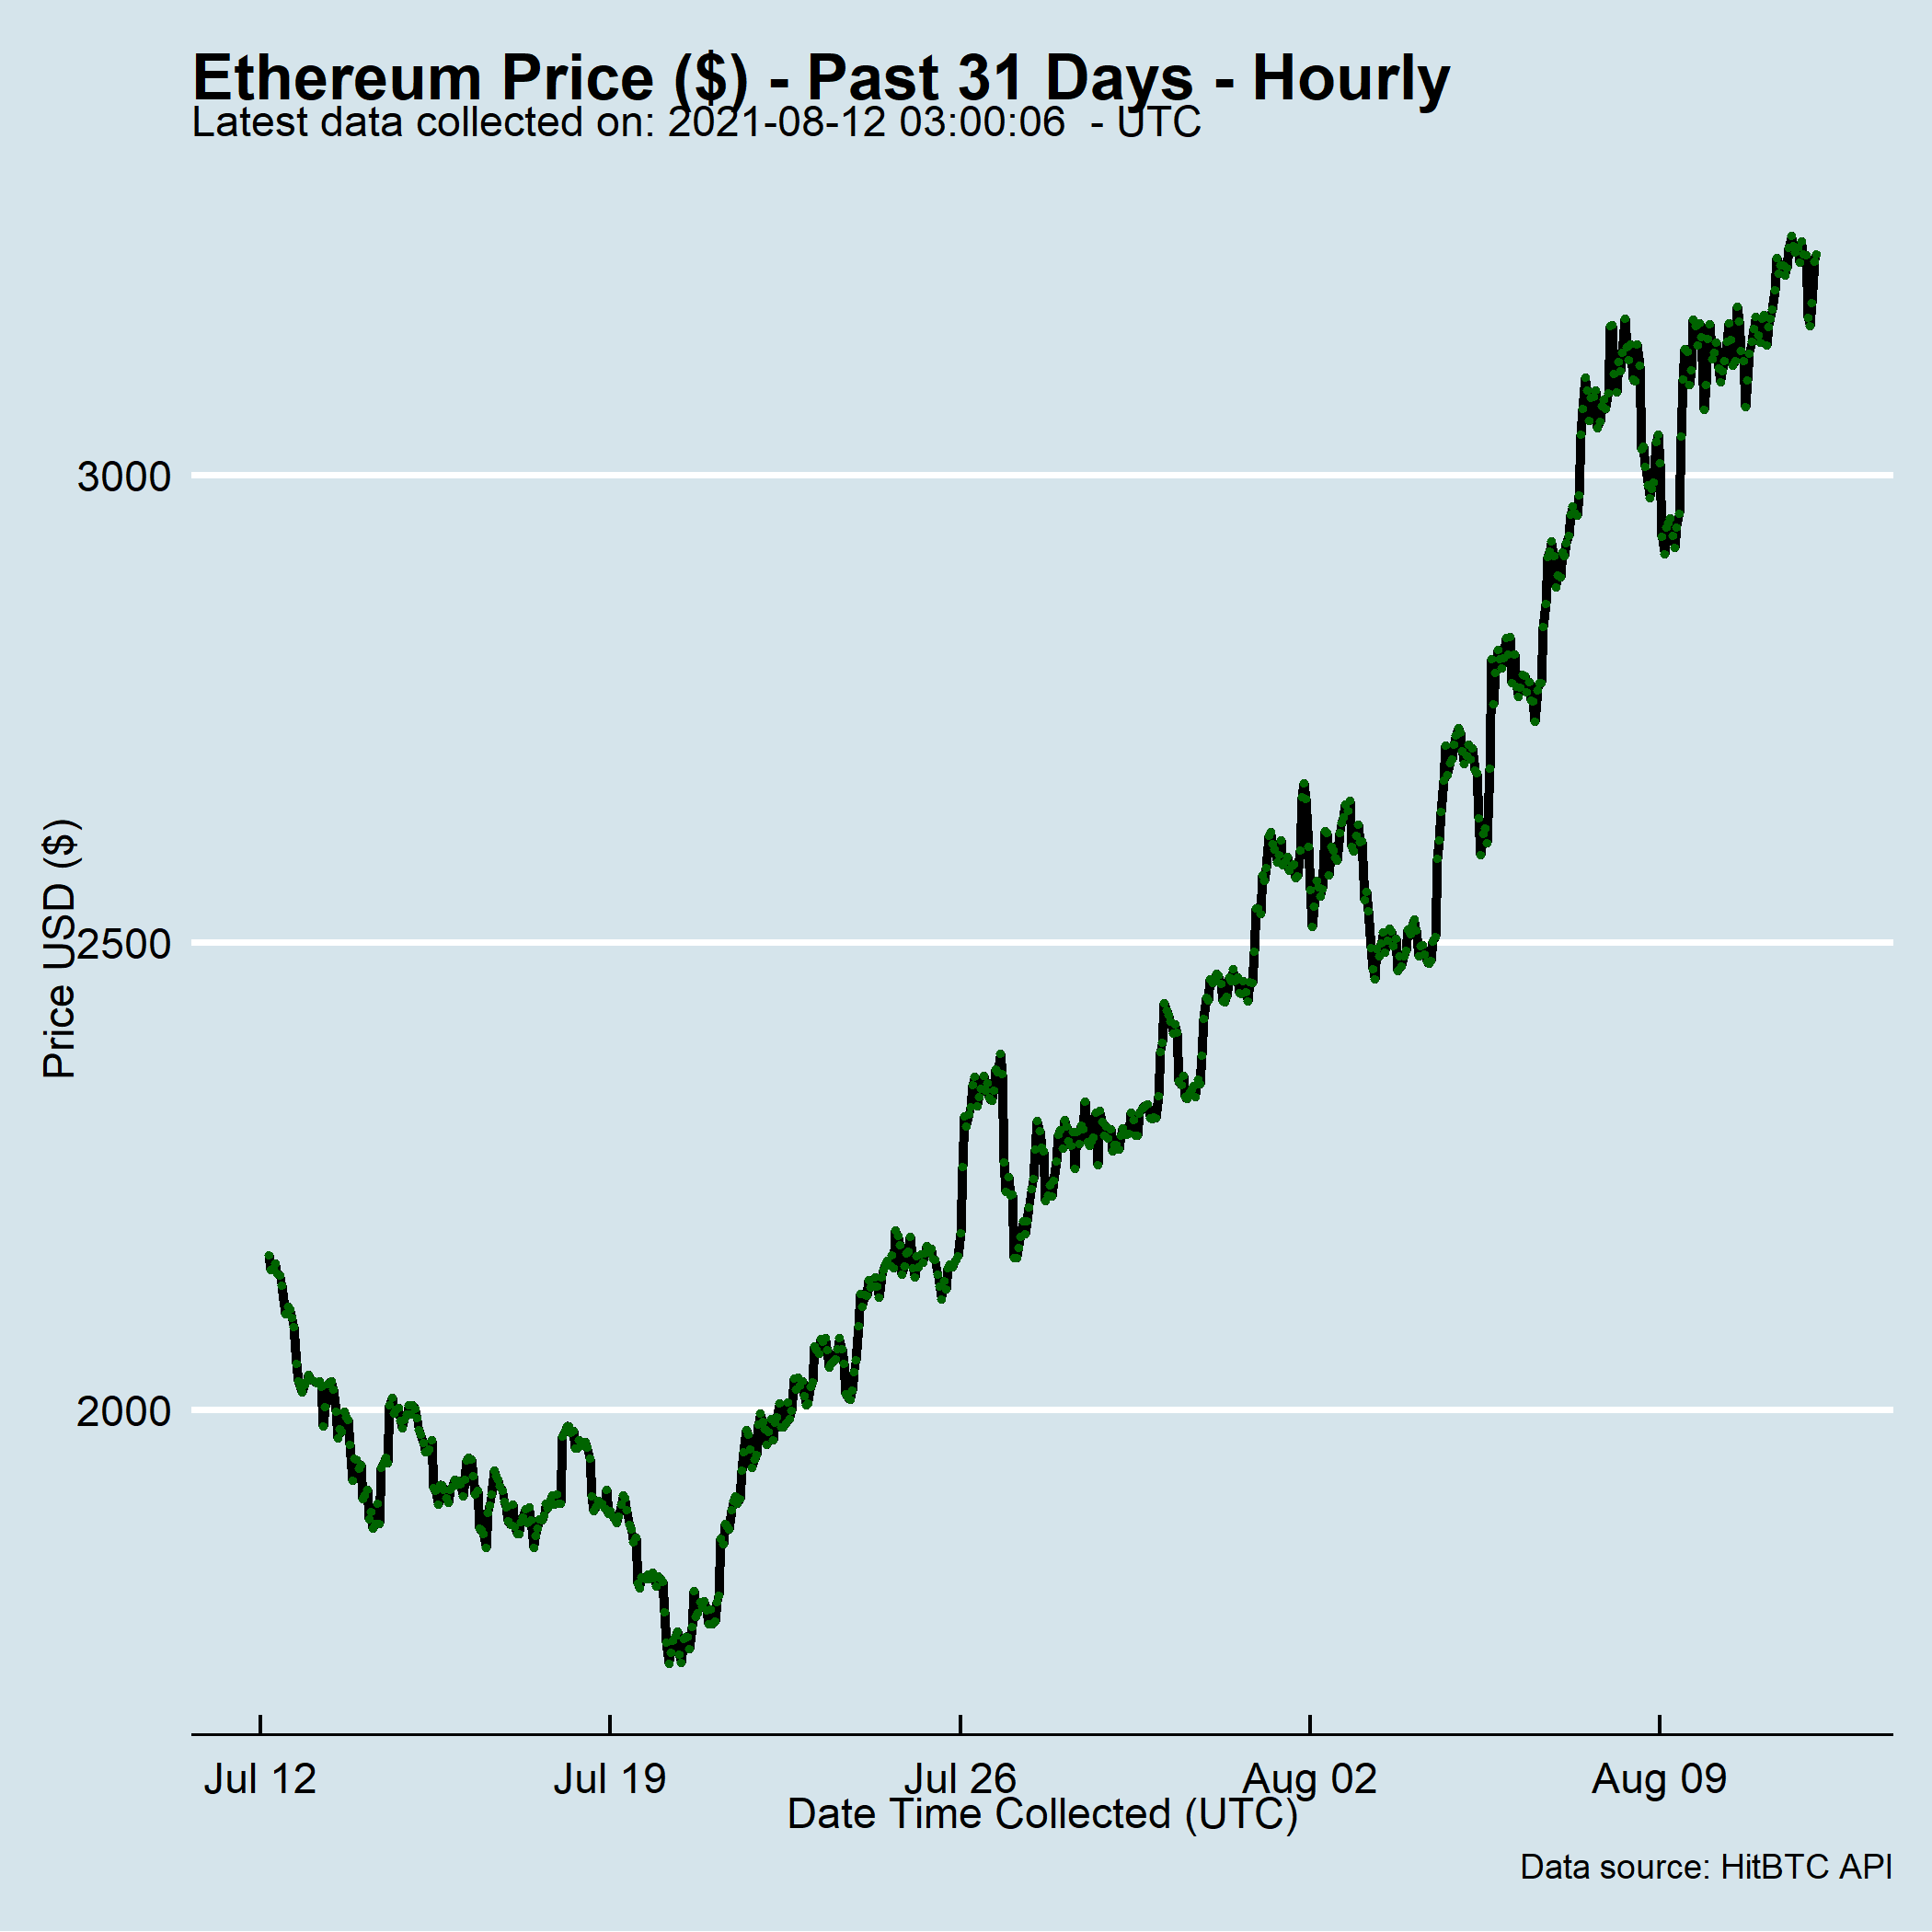 Ethereum Price ($) - Past 31 Days - Hourly
Latest data collected on: 2021-08-12 03:00:06  - UTC
3000
2500
2000
Price USD ($)
Jul 12
Jul 19
Jul 26
Aug 02
Aug 09
Date Time Collected (UTC)
Data source: HitBTC API